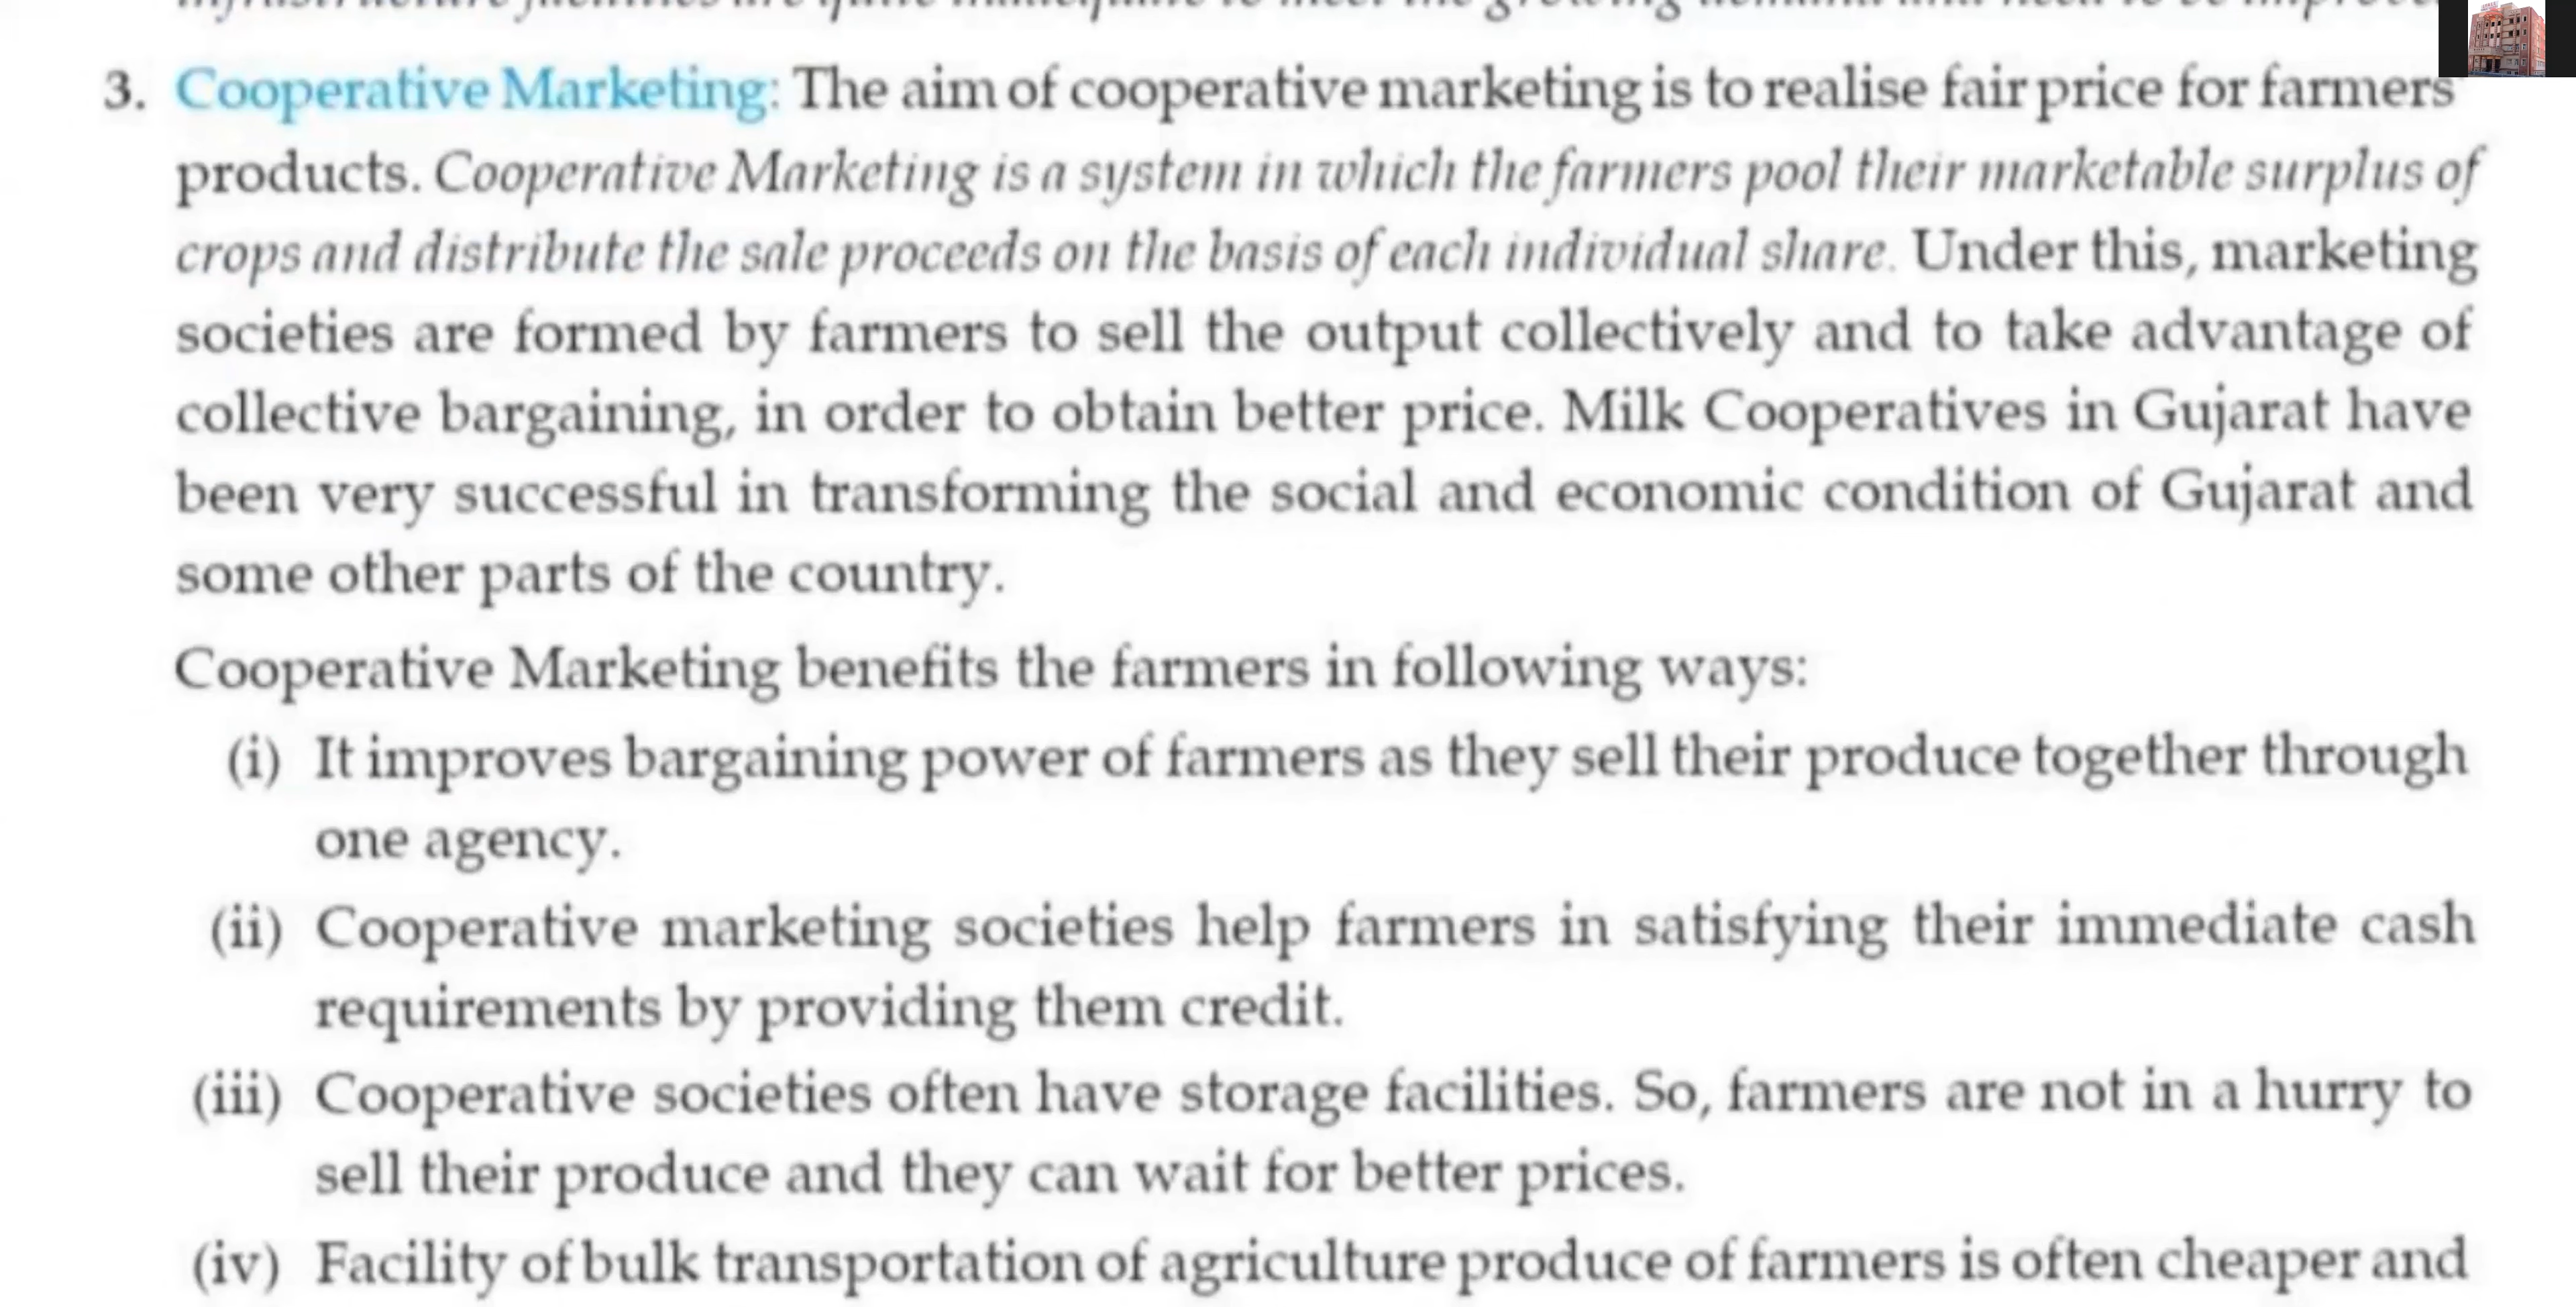 3. Cooperative Marketing: The aim of cooperative marketing is to realise fair price for farmers'
products. Cooperative Marketing is a system in which the farmers pool their marketable surplus of
crops and distribute the sale proceeds on the basis of each individual share. Under this, marketing
societies are formed by farmers to sell the output collectively and to take advantage of
collective bargaining, in order to obtain better price. Milk Cooperatives in Gujarat have
been very successful in transforming the social and economic condition of Gujarat and
some other parts of the country.
Cooperative Marketing benefits the farmers in following ways:
(i) It improves bargaining power of farmers as they sell their produce together through
one agency.
(ii) Cooperative marketing societies help farmers in satisfying their immediate cash
requirements by providing them credit.
(iii) Cooperative societies often have storage facilities. So, farmers are not in a hurry to
sell their produce and they can wait for better prices.
(iv) Facility of bulk transportation of agriculture produce of farmers is often cheaper and